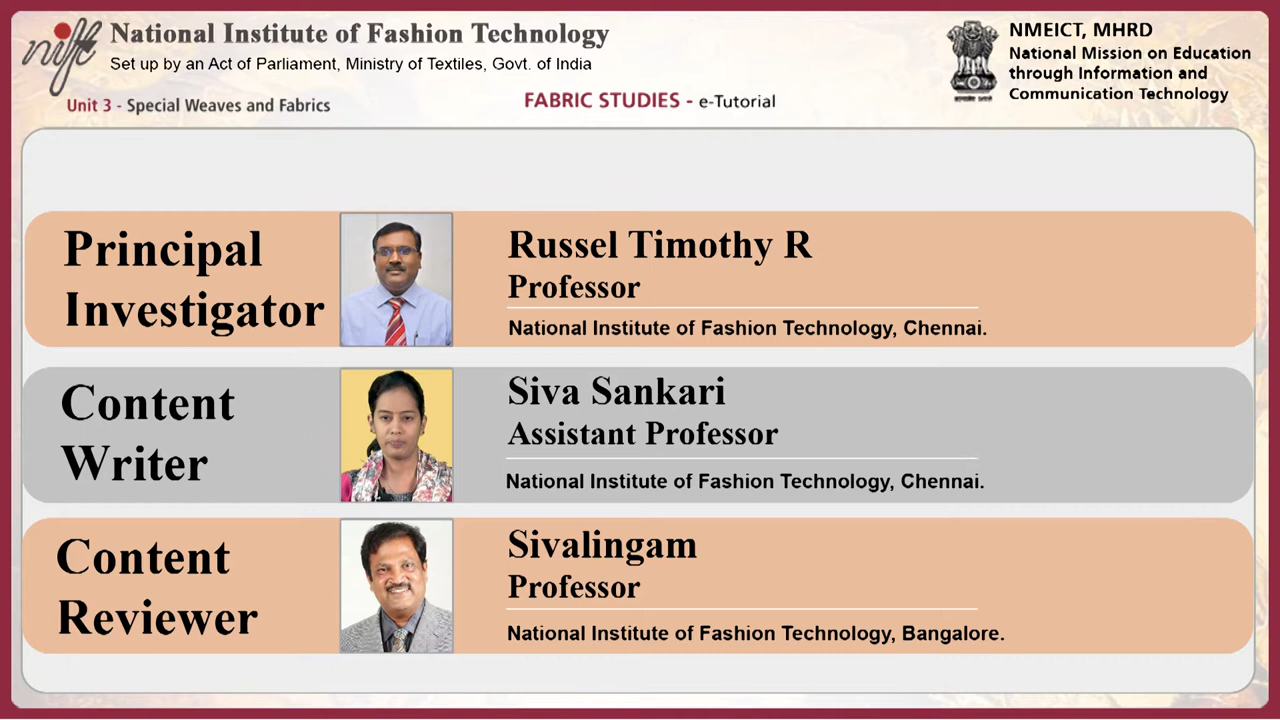 nift
National Institute of Fashion Technology
Set up by an Act of Parliament, Ministry of Textiles, Govt. of India
Unit 3 - Special Weaves and Fabrics
FABRIC STUDIES - e-Tutorial
NMEICT, MHRD
National Mission on Education
through Information and
Communication Technology
Principal
Investigator
Russel Timothy R
Professor
National Institute of Fashion Technology, Chennai.
Content
Writer
Siva Sankari
Assistant Professor
National Institute of Fashion Technology, Chennai.
Content
Reviewer
Sivalingam
Professor
National Institute of Fashion Technology, Bangalore.